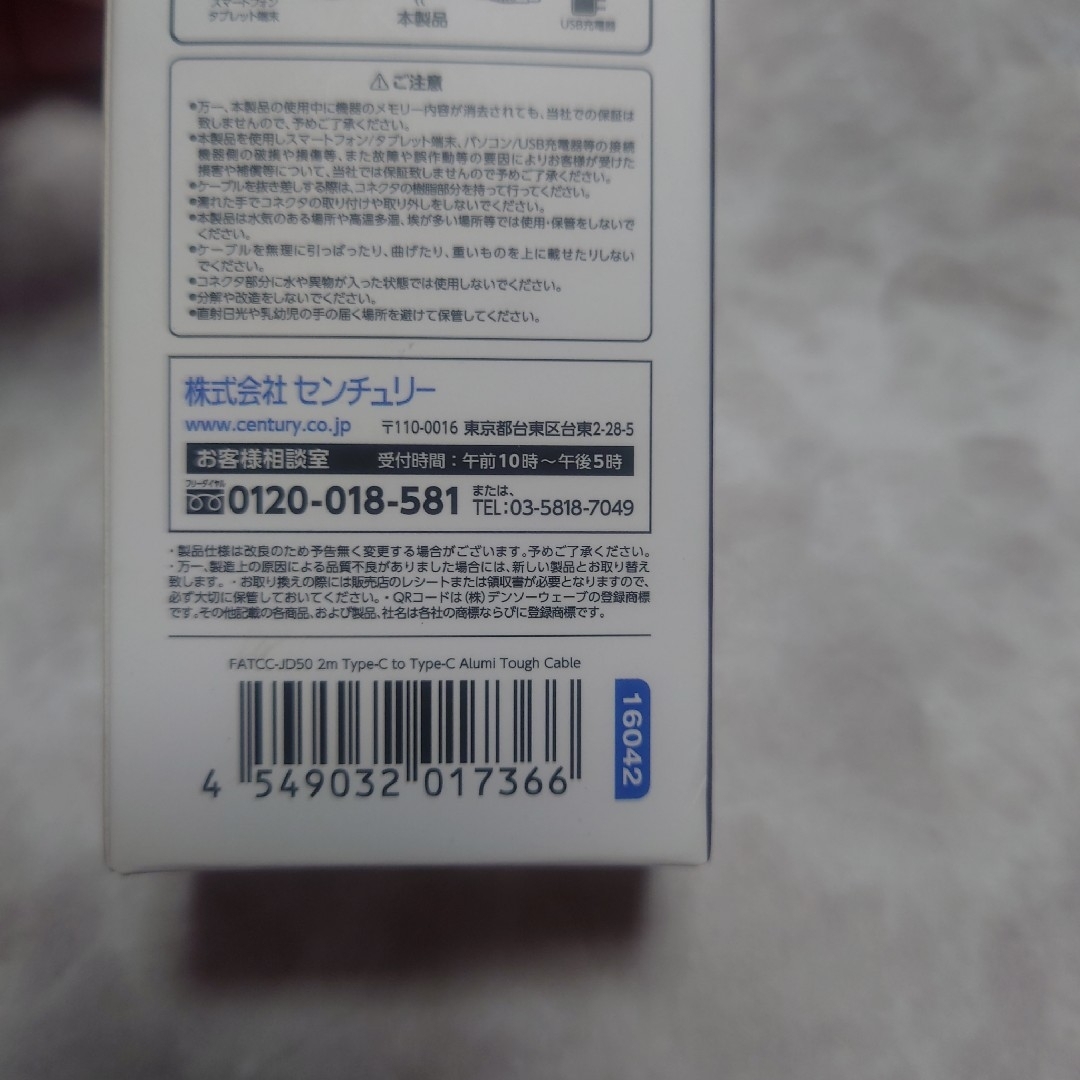 スマートフォン
タブレット端末
本製品
USB充電器
⚠ご注意
●万一、本製品の使用中に機器のメモリー内容が消去されても、当社での保証は
致しませんので、予めご了承ください。
●本製品を使用しスマートフォン/タブレット端末、パソコン/USB充電器等の接続
機器側の破損や損傷等、また故障や誤作動等の要因によりお客様が受けた
損害や補償等について、当社では保証致しませんので予めご了承ください。
●ケーブルを抜き差しする際は、コネクタの樹脂部分を持って行ってください。
●濡れた手でコネクタの取り付けや取り外しをしないでください。
●本製品は水気のある場所や高温多湿、埃が多い場所等では使用・保管をしないで
ください。
●ケーブルを無理に引っぱったり、曲げたり、重いものを上に載せたりしない
でください。
●コネクタ部分に水や異物が入った状態では使用しないでください。
●分解や改造をしないでください。
●直射日光や乳幼児の手の届く場所を避けて保管してください。
株式会社 センチュリー
www.century.co.jp 〒110-0016 東京都台東区台東2-28-5
お客様相談室 受付時間：午前10時～午後5時
フリーダイヤル
0120-018-581 または、
TEL：03-5818-7049
・製品仕様は改良のため予告無く変更する場合がございます。予めご了承ください。
・万一、製造上の原因による品質不良がありました場合には、新しい製品とお取り替え
致します。・お取り換えの際には販売店のレシートまたは領収書が必要となりますので、
必ず大切に保管しておいてください。・QRコードは(株)デンソーウェーブの登録商標
です。その他記載の各商品、および製品、社名は各社の商標ならびに登録商標です。
FATCC-JD50 2m Type-C to Type-C Alumi Tough Cable
16042
4 549032 017366